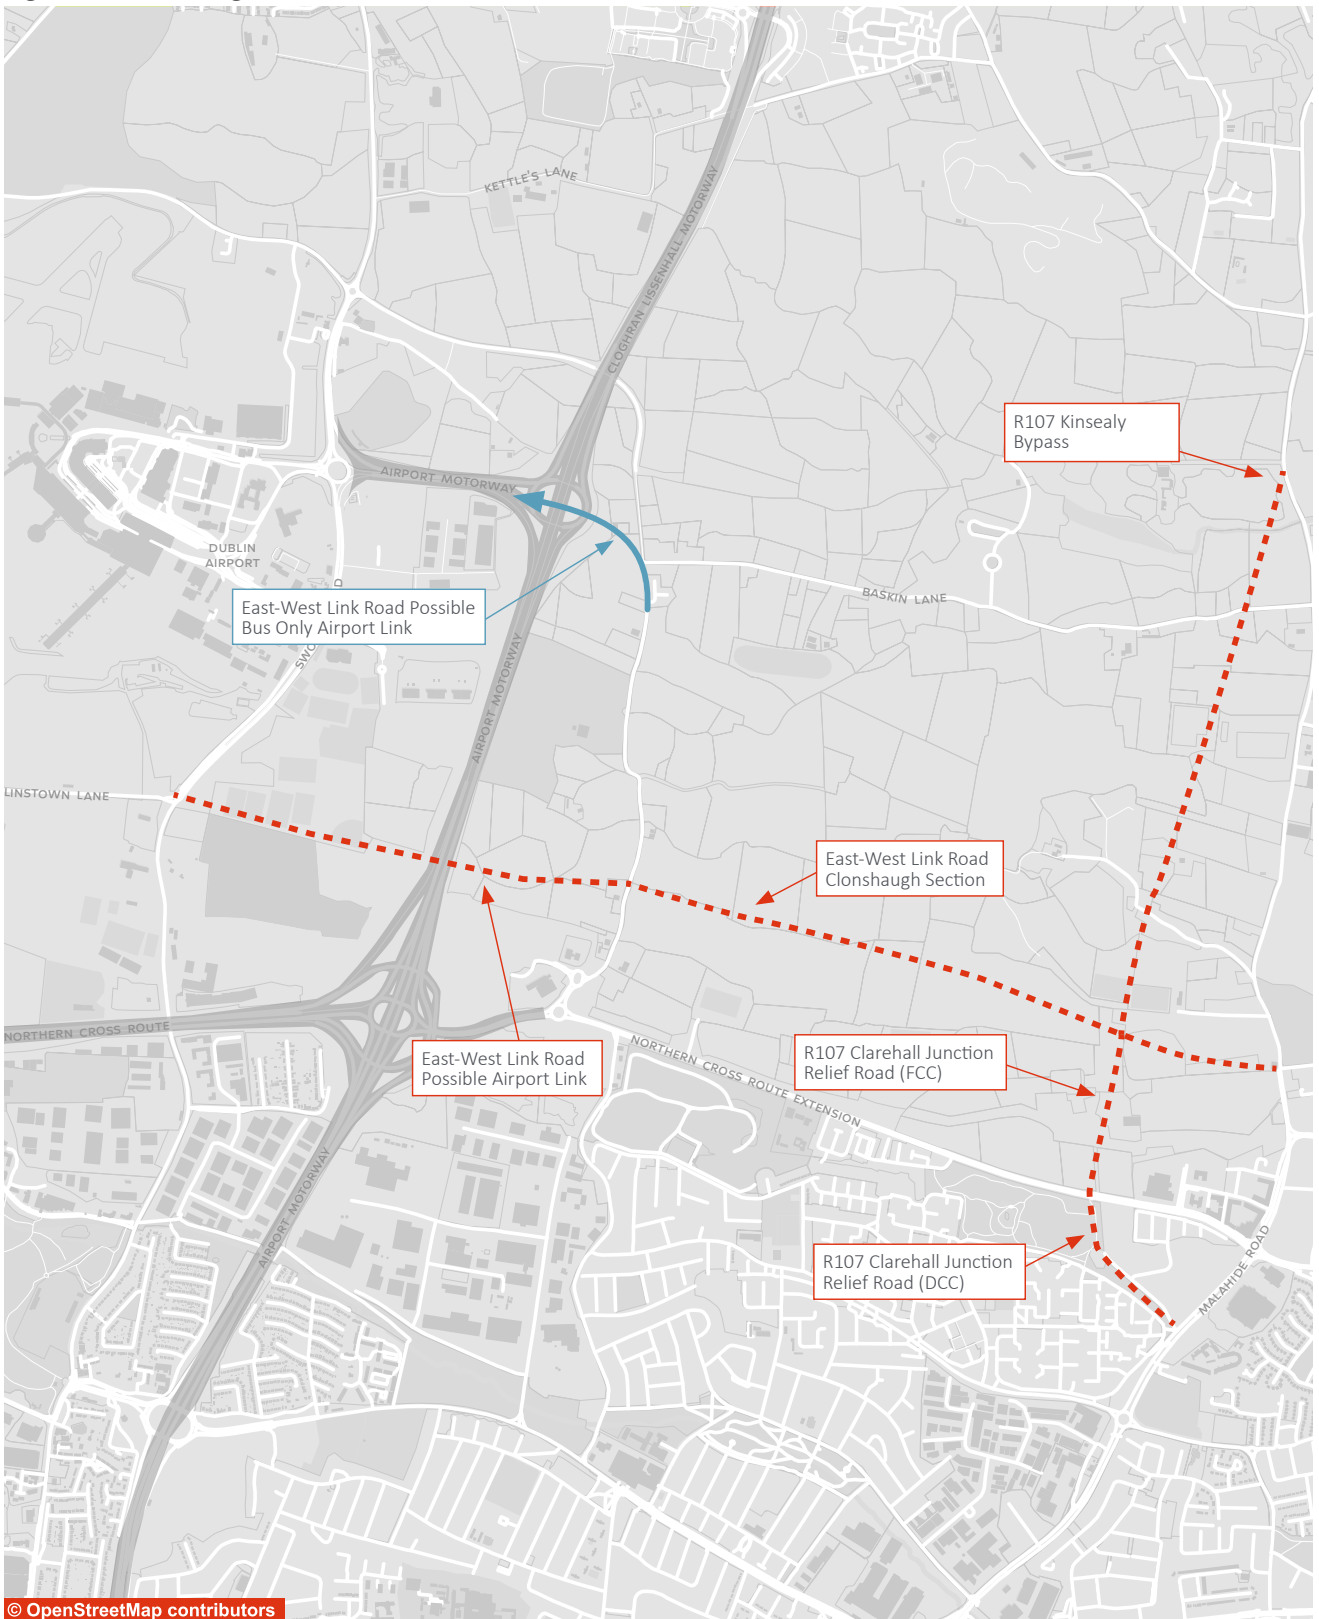 KETTLE'S LANE
CLOGHRAN LISSENHALL MOTORWAY
R107 Kinsealy
Bypass
AIRPORT MOTORWAY
DUBLIN
AIRPORT
East-West Link Road Possible
Bus Only Airport Link
BASKIN LANE
AIRPORT MOTORWAY
LINSTOWN LANE
East-West Link Road
Clonshaugh Section
NORTHERN CROSS ROUTE
East-West Link Road
Possible Airport Link
NORTHERN CROSS ROUTE EXTENSION
R107 Clarehall Junction
Relief Road (FCC)
AIRPORT MOTORWAY
R107 Clarehall Junction
Relief Road (DCC)
MALAHIDE ROAD
© OpenStreetMap contributors